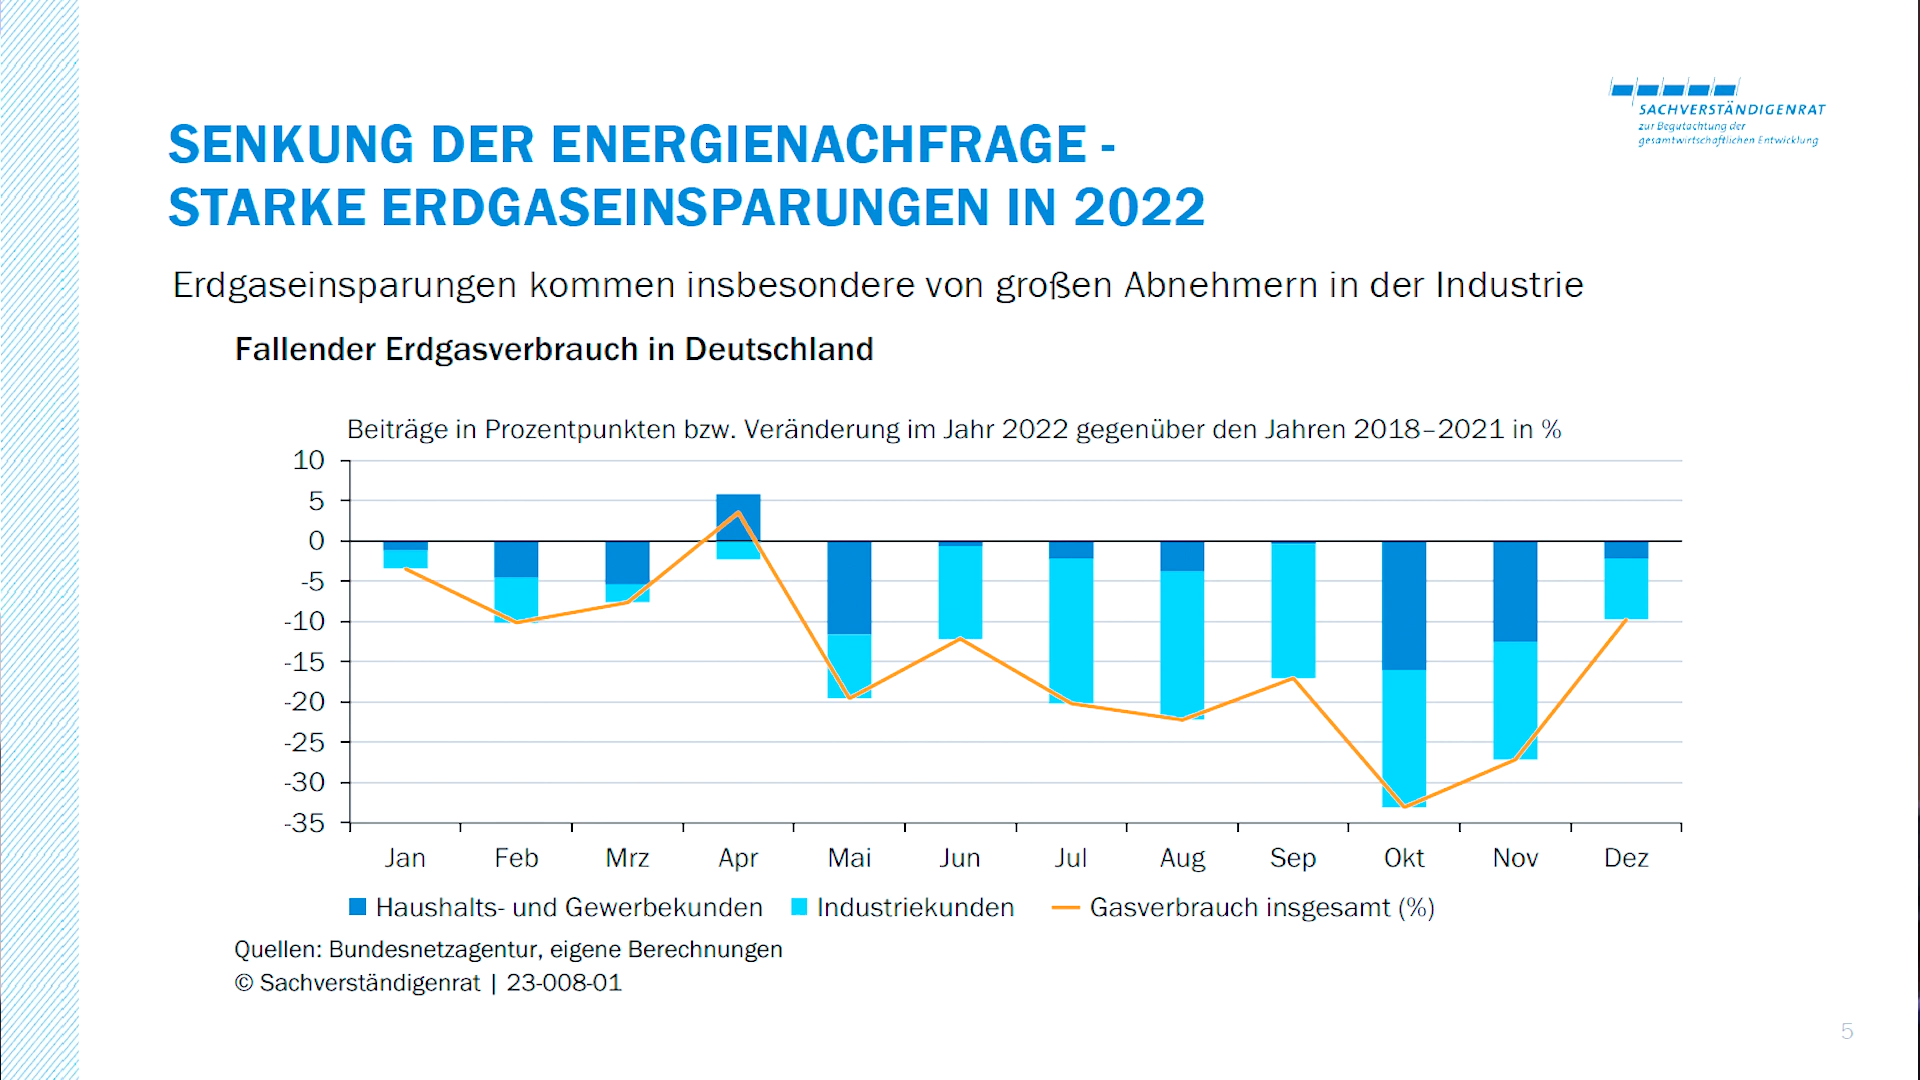 SACHVERSTÄNDIGENRAT
zur Begutachtung der
gesamtwirtschaftlichen Entwicklung
SENKUNG DER ENERGIENACHFRAGE -
STARKE ERDGASEINSPARUNGEN IN 2022
Erdgaseinsparungen kommen insbesondere von großen Abnehmern in der Industrie
Fallender Erdgasverbrauch in Deutschland
Beiträge in Prozentpunkten bzw. Veränderung im Jahr 2022 gegenüber den Jahren 2018–2021 in %
10
5
0
-5
-10
-15
-20
-25
-30
-35
Jan Feb Mrz Apr Mai Jun Jul Aug Sep Okt Nov Dez
Haushalts- und Gewerbekunden Industriekunden Gasverbrauch insgesamt (%)
Quellen: Bundesnetzagentur, eigene Berechnungen
© Sachverständigenrat | 23-008-01
5